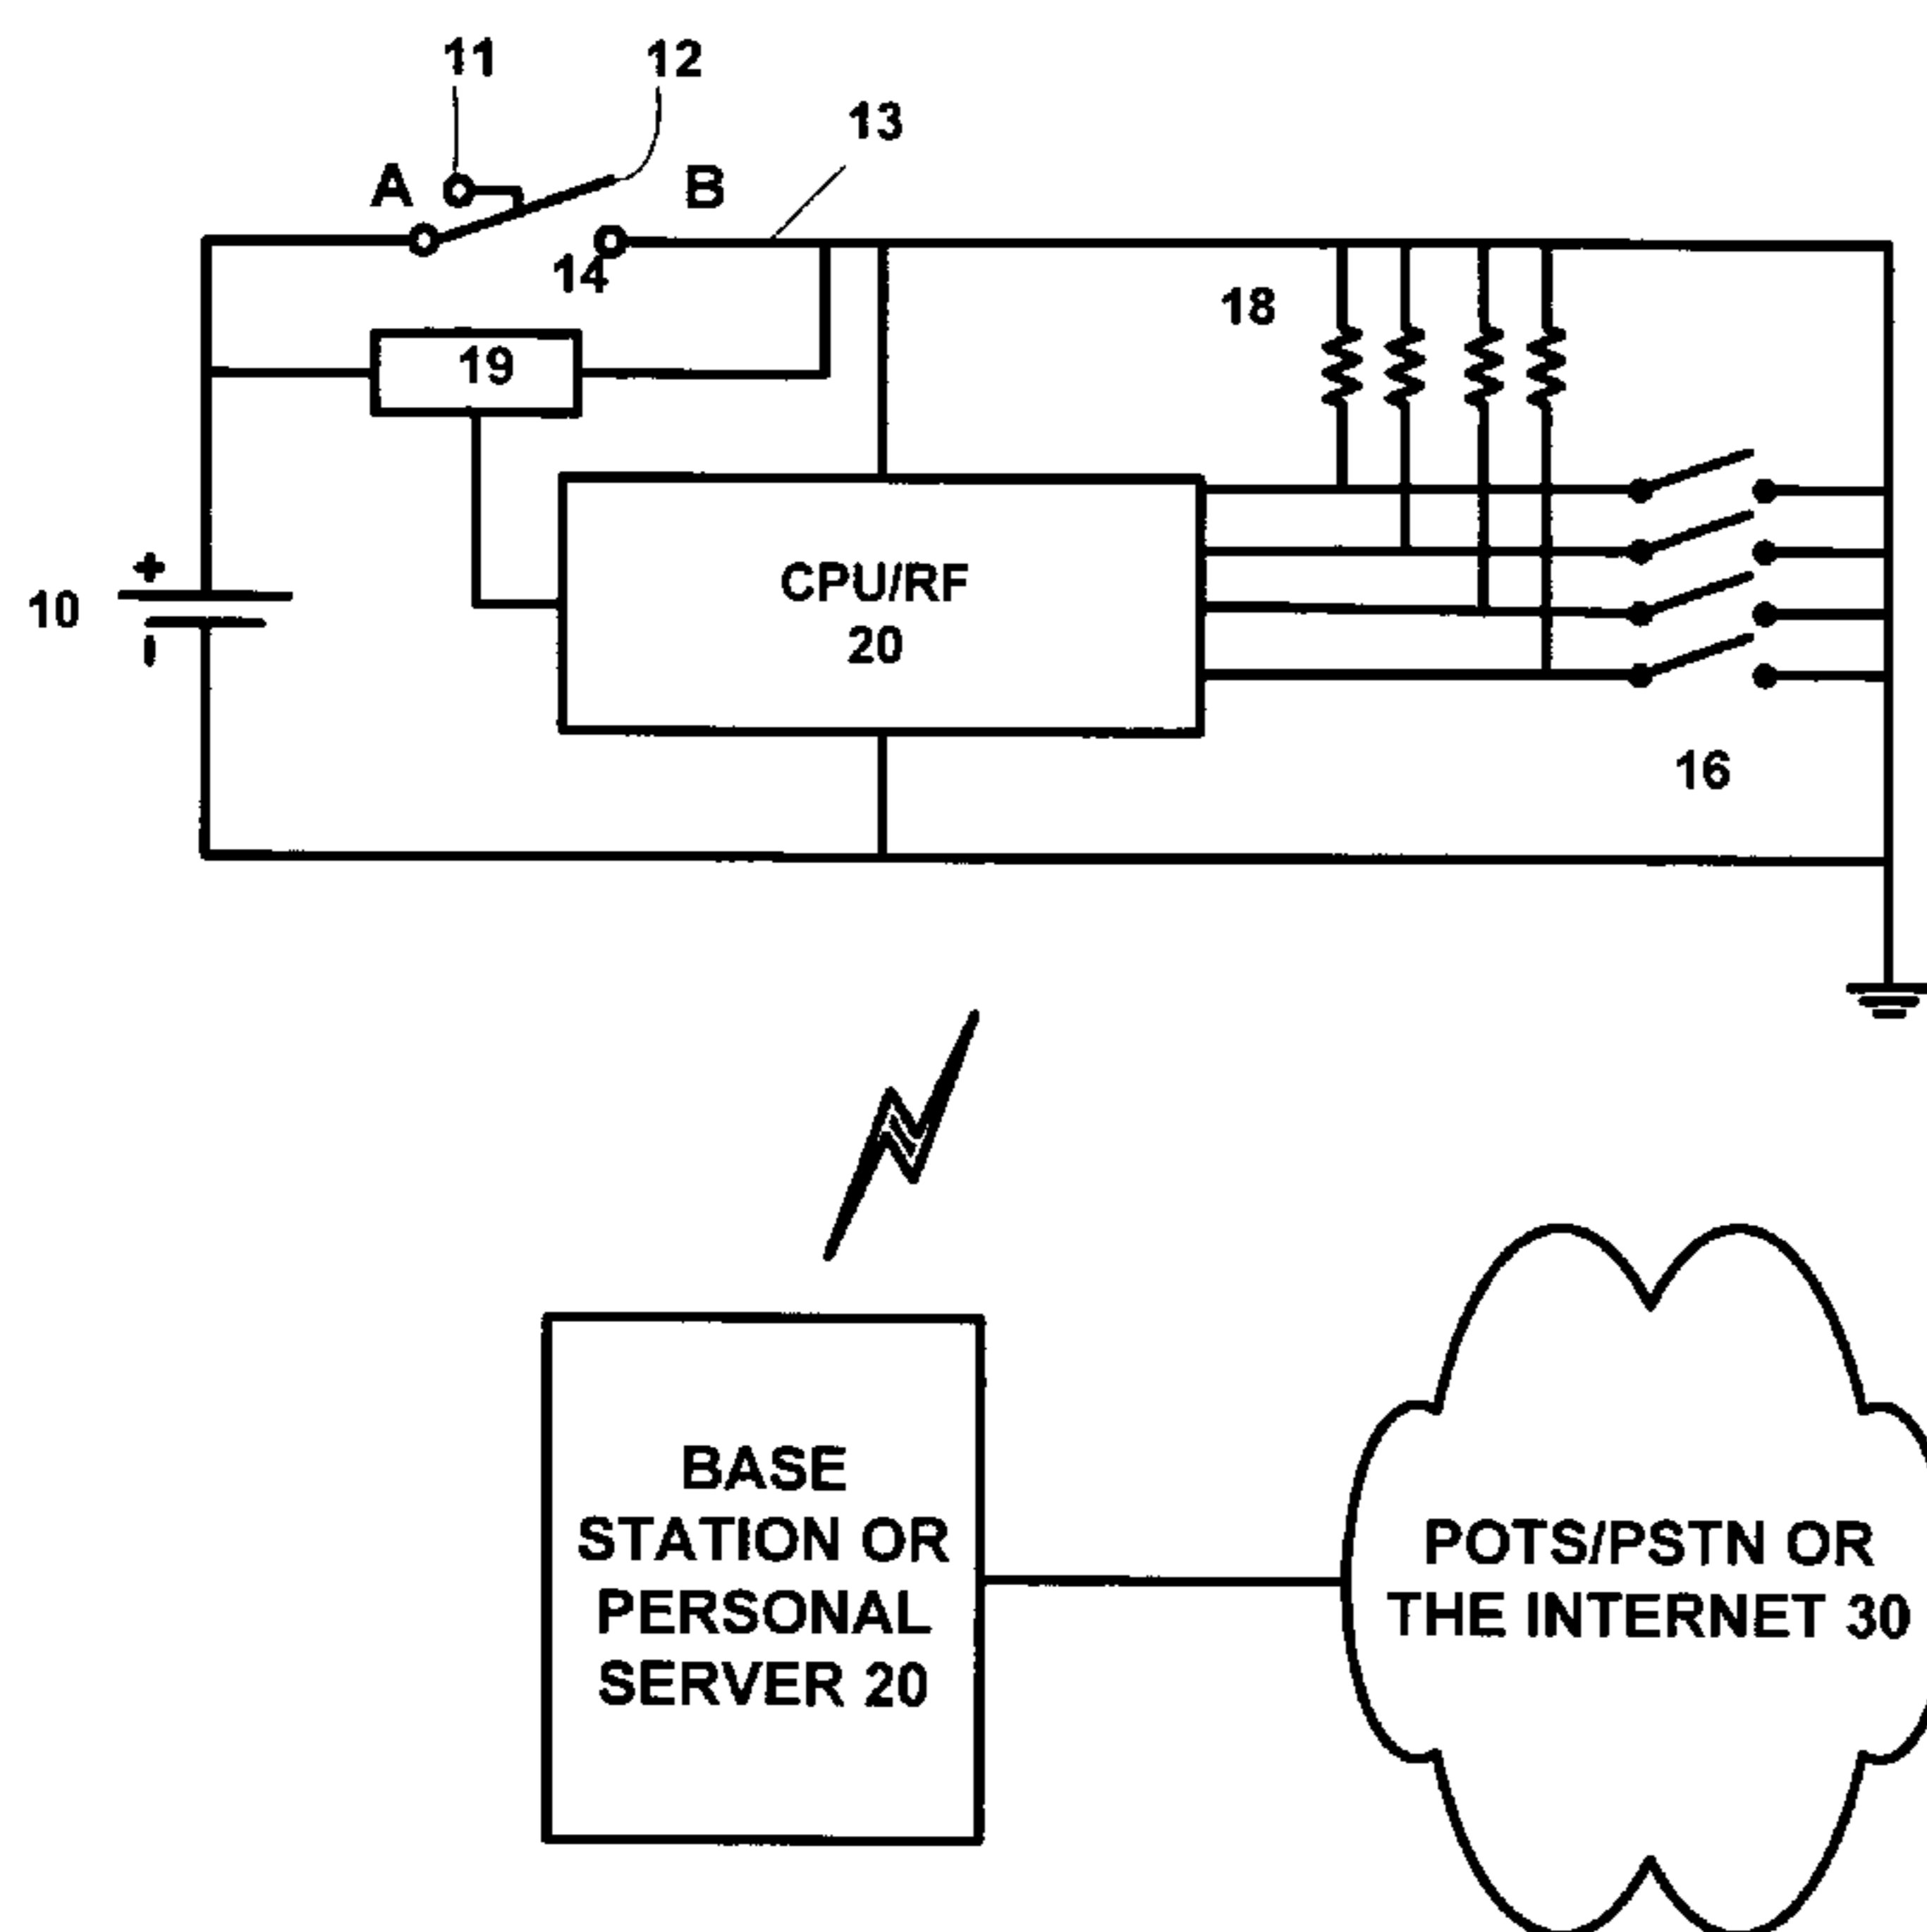 11
12
13
A
B
14
18
19
+
10
CPU/RF
20
16
BASE
STATION OR
PERSONAL
SERVER 20
POTS/PSTN OR
THE INTERNET 30